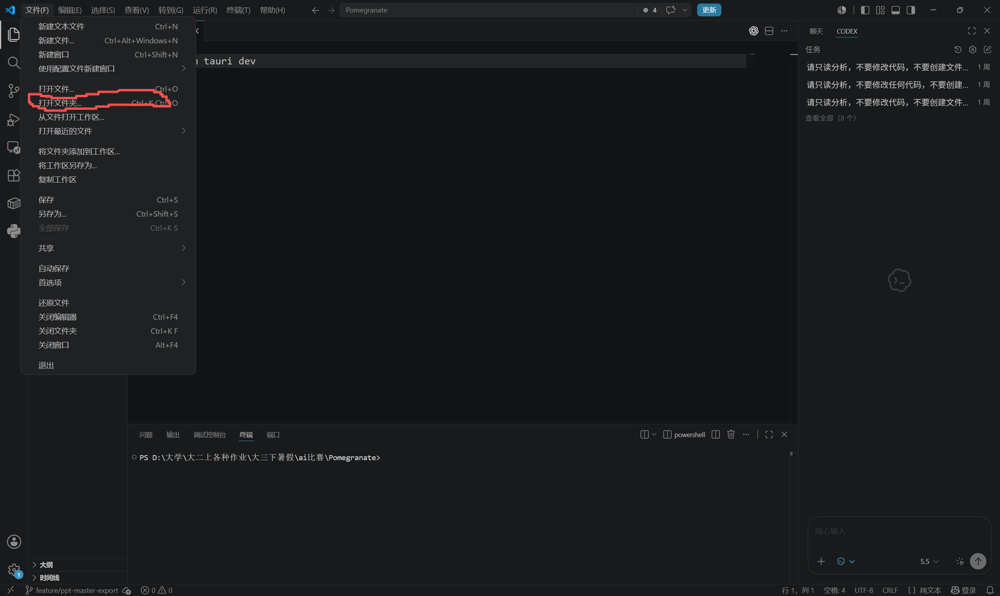 文件(F) 编辑(E) 选择(S) 查看(V) 转到(G) 运行(R) 终端(T) 帮助(H) Pomegranate 4 更新
新建文本文件 Ctrl+N
新建文件... Ctrl+Alt+Windows+N
新建窗口 Ctrl+Shift+N
使用配置文件新建窗口
打开文件... Ctrl+O
打开文件夹... Ctrl+K Ctrl+O
从文件打开工作区...
打开最近的文件
将文件夹添加到工作区...
将工作区另存为...
复制工作区
保存 Ctrl+S
另存为... Ctrl+Shift+S
全部保存 Ctrl+K S
共享
自动保存
首选项
还原文件
关闭编辑器 Ctrl+F4
关闭文件夹 Ctrl+K F
关闭窗口 Alt+F4
退出
tauri dev
聊天 CODEX
任务
请只读分析，不要修改代码，不要创建文件... 1 周
请只读分析，不要修改任何代码，不要创建... 1 周
请只读分析，不要修改代码，不要创建文件... 1 周
查看全部（8 个）
问题 输出 调试控制台 终端 端口 powershell
PS D:\大学\大二上各种作业\大三下暑假\ai比赛\Pomegranate>
随心输入
5.5
大纲
时间线
1
feature/ppt-master-export 0 0 行 1，列 1 空格: 4 UTF-8 CRLF {} 纯文本 登录